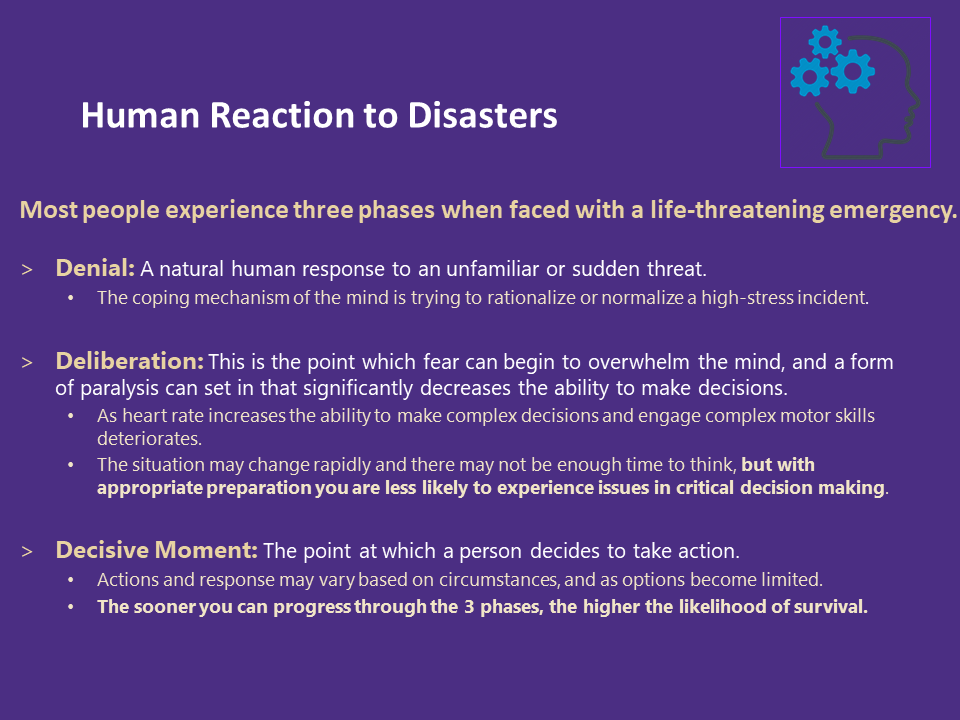 Human Reaction to Disasters
Most people experience three phases when faced with a life-threatening emergency.
> Denial: A natural human response to an unfamiliar or sudden threat.
• The coping mechanism of the mind is trying to rationalize or normalize a high-stress incident.
> Deliberation: This is the point which fear can begin to overwhelm the mind, and a form
of paralysis can set in that significantly decreases the ability to make decisions.
• As heart rate increases the ability to make complex decisions and engage complex motor skills
deteriorates.
• The situation may change rapidly and there may not be enough time to think, but with
appropriate preparation you are less likely to experience issues in critical decision making.
> Decisive Moment: The point at which a person decides to take action.
• Actions and response may vary based on circumstances, and as options become limited.
• The sooner you can progress through the 3 phases, the higher the likelihood of survival.